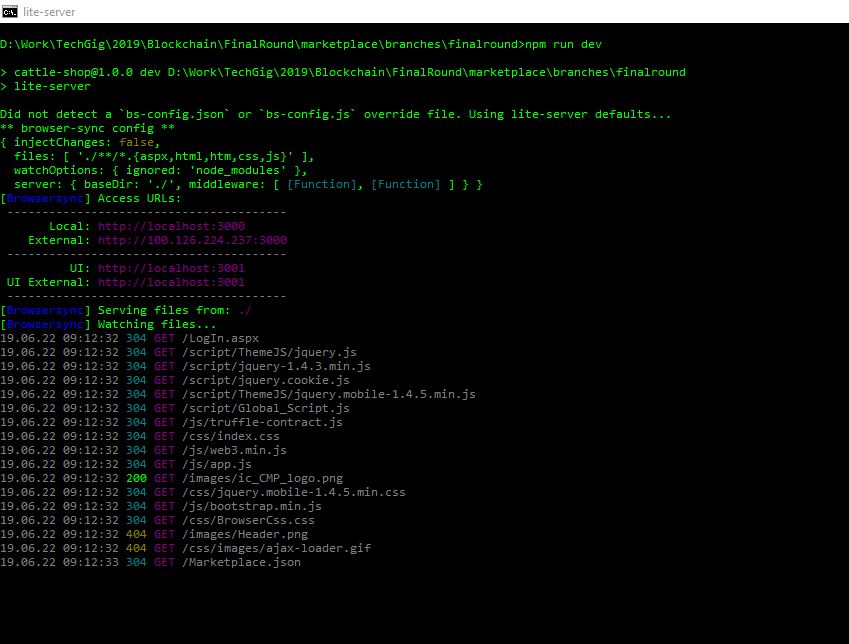 lite-server
D:\Work\TechGig\2019\Blockchain\FinalRound\marketplace\branches\finalround>npm run dev
> cattle-shop@1.0.0 dev D:\Work\TechGig\2019\Blockchain\FinalRound\marketplace\branches\finalround
> lite-server
Did not detect a `bs-config.json` or `bs-config.js` override file. Using lite-server defaults...
** browser-sync config **
{ injectChanges: false,
  files: [ './**/*.{aspx,html,htm,css,js}' ],
  watchOptions: { ignored: 'node_modules' },
  server: { baseDir: './', middleware: [ [Function], [Function] ] } }
[Browsersync] Access URLs:
 ----------------------------------------
       Local: http://localhost:3000
    External: http://100.126.224.237:3000
 ----------------------------------------
          UI: http://localhost:3001
 UI External: http://localhost:3001
 ----------------------------------------
[Browsersync] Serving files from: ./
[Browsersync] Watching files...
19.06.22 09:12:32 304 GET /LogIn.aspx
19.06.22 09:12:32 304 GET /script/ThemeJS/jquery.js
19.06.22 09:12:32 304 GET /script/jquery-1.4.3.min.js
19.06.22 09:12:32 304 GET /script/jquery.cookie.js
19.06.22 09:12:32 304 GET /script/ThemeJS/jquery.mobile-1.4.5.min.js
19.06.22 09:12:32 304 GET /script/Global_Script.js
19.06.22 09:12:32 304 GET /js/truffle-contract.js
19.06.22 09:12:32 304 GET /css/index.css
19.06.22 09:12:32 304 GET /js/web3.min.js
19.06.22 09:12:32 304 GET /js/app.js
19.06.22 09:12:32 200 GET /images/ic_CMP_logo.png
19.06.22 09:12:32 304 GET /css/jquery.mobile-1.4.5.min.css
19.06.22 09:12:32 304 GET /js/bootstrap.min.js
19.06.22 09:12:32 304 GET /css/BrowserCss.css
19.06.22 09:12:32 404 GET /images/Header.png
19.06.22 09:12:32 404 GET /css/images/ajax-loader.gif
19.06.22 09:12:33 304 GET /Marketplace.json